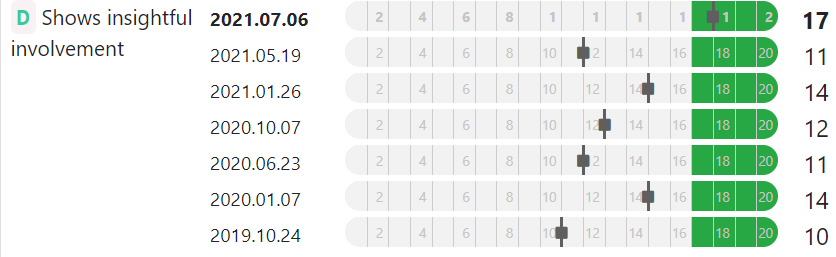 D Shows insightful involvement
2021.07.06 2 4 6 8 1 1 1 1 1 2 17
2021.05.19 2 4 6 8 10 2 14 16 18 20 11
2021.01.26 2 4 6 8 10 12 14 16 18 20 14
2020.10.07 2 4 6 8 10 12 14 16 18 20 12
2020.06.23 2 4 6 8 10 2 14 16 18 20 11
2020.01.07 2 4 6 8 10 12 14 16 18 20 14
2019.10.24 2 4 6 8 10 12 14 16 18 20 10